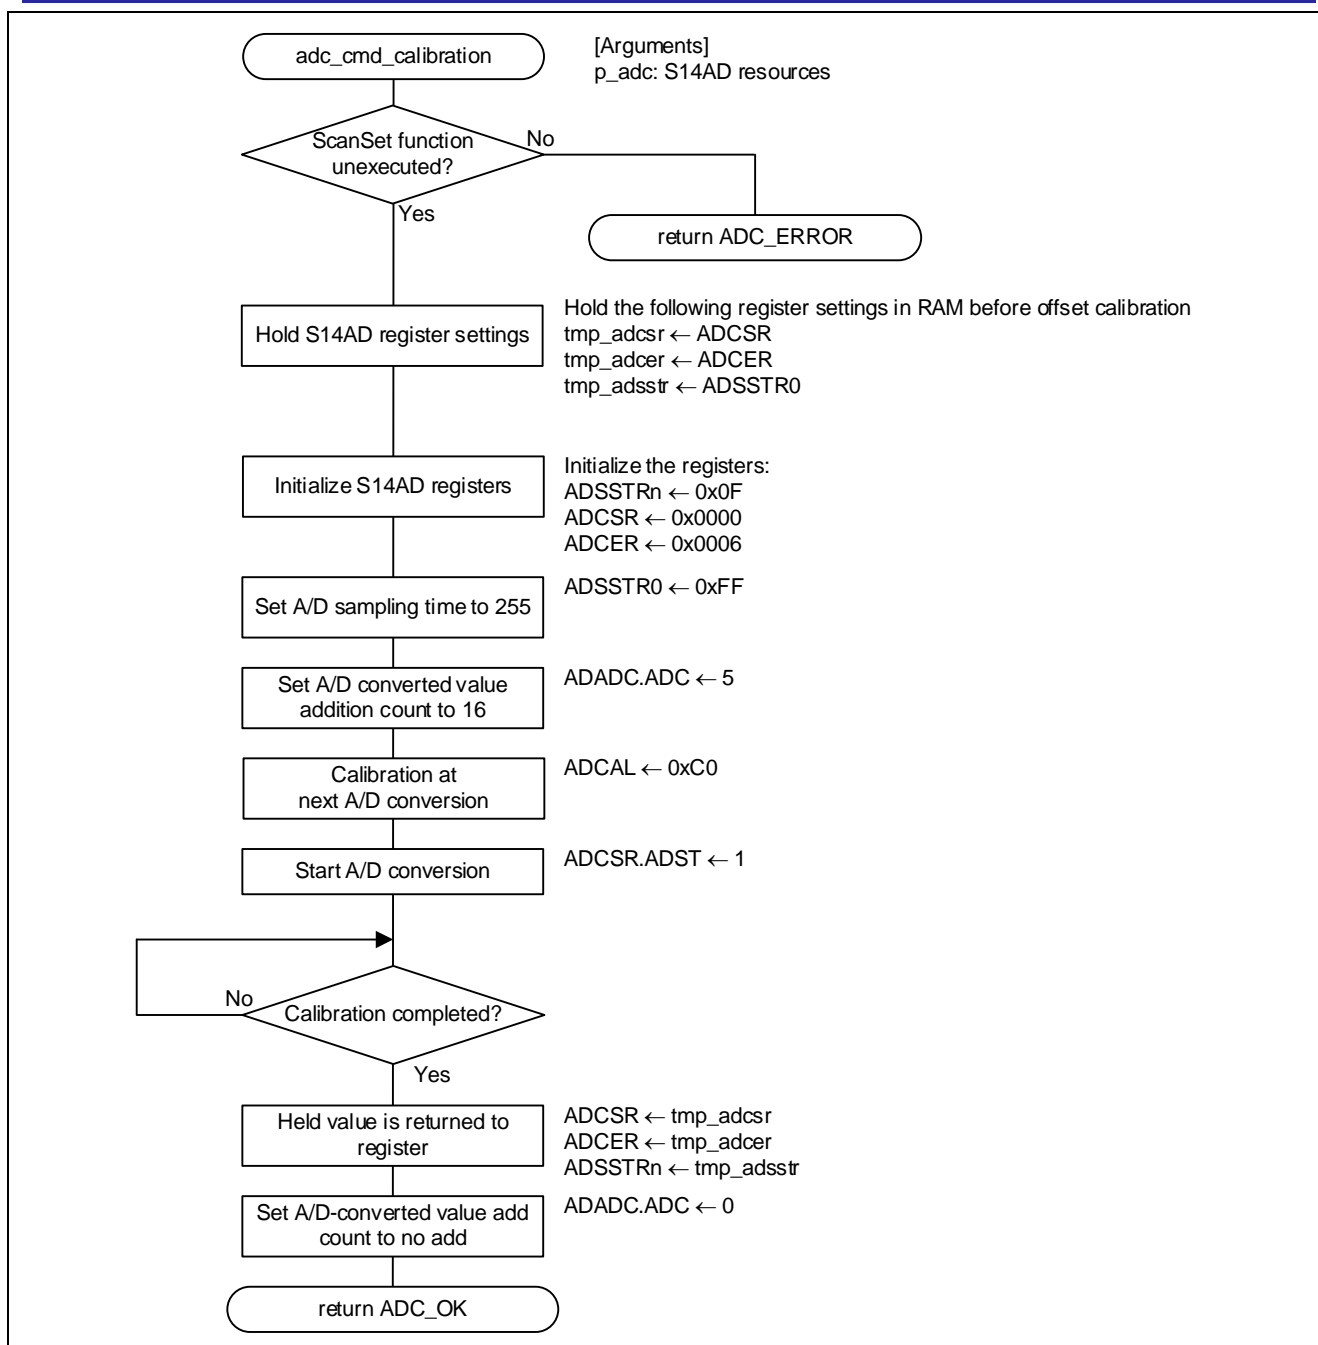 adc_cmd_calibration
[Arguments]
p_adc: S14AD resources
ScanSet function
unexecuted?
No
Yes
return ADC_ERROR
Hold S14AD register settings
Hold the following register settings in RAM before offset calibration
tmp_adcsr ← ADCSR
tmp_adcer ← ADCER
tmp_adsstr ← ADSSTR0
Initialize S14AD registers
Initialize the registers:
ADSSTRn ← 0x0F
ADCSR ← 0x0000
ADCER ← 0x0006
Set A/D sampling time to 255
ADSSTR0 ← 0xFF
Set A/D converted value
addition count to 16
ADADC.ADC ← 5
Calibration at
next A/D conversion
ADCAL ← 0xC0
Start A/D conversion
ADCSR.ADST ← 1
No
Calibration completed?
Yes
Held value is returned to
register
ADCSR ← tmp_adcsr
ADCER ← tmp_adcer
ADSSTRn ← tmp_adsstr
Set A/D-converted value add
count to no add
ADADC.ADC ← 0
return ADC_OK